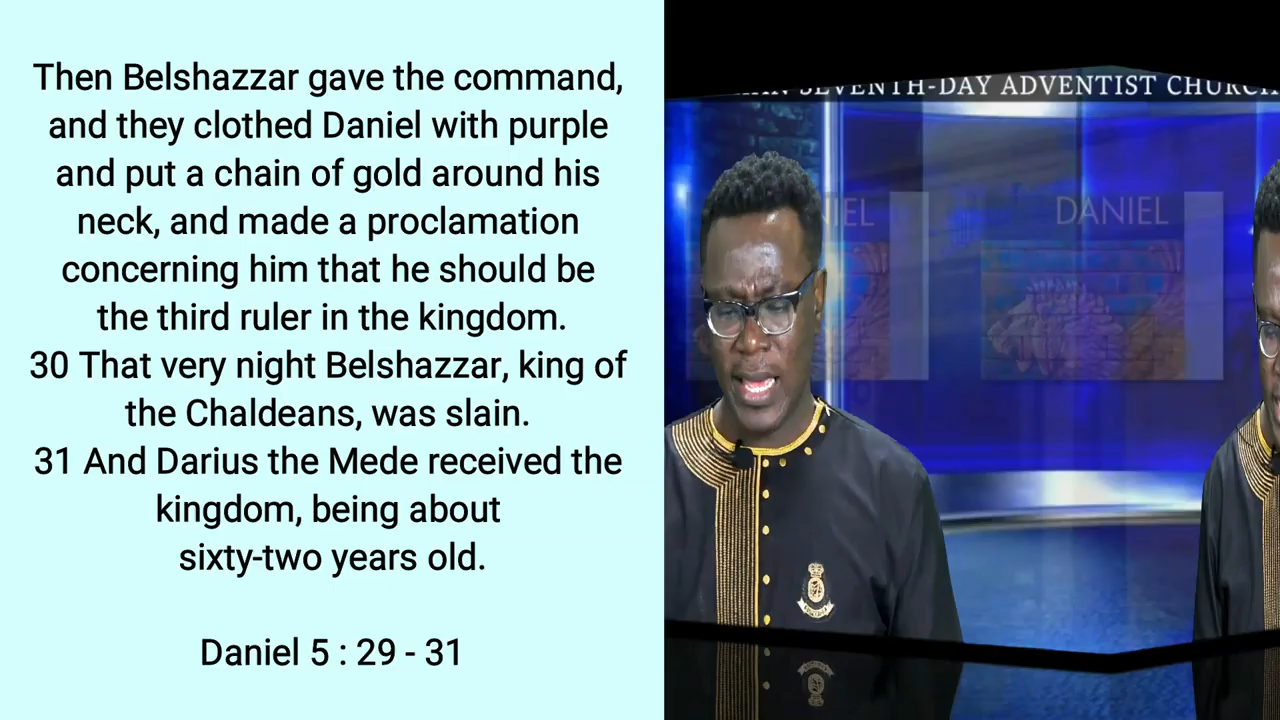 Then Belshazzar gave the command,
and they clothed Daniel with purple
and put a chain of gold around his
neck, and made a proclamation
concerning him that he should be
the third ruler in the kingdom.
30 That very night Belshazzar, king of
the Chaldeans, was slain.
31 And Darius the Mede received the
kingdom, being about
sixty-two years old.
Daniel 5 : 29 - 31
SEVENTH-DAY ADVENTIST CHURCH
DANIEL